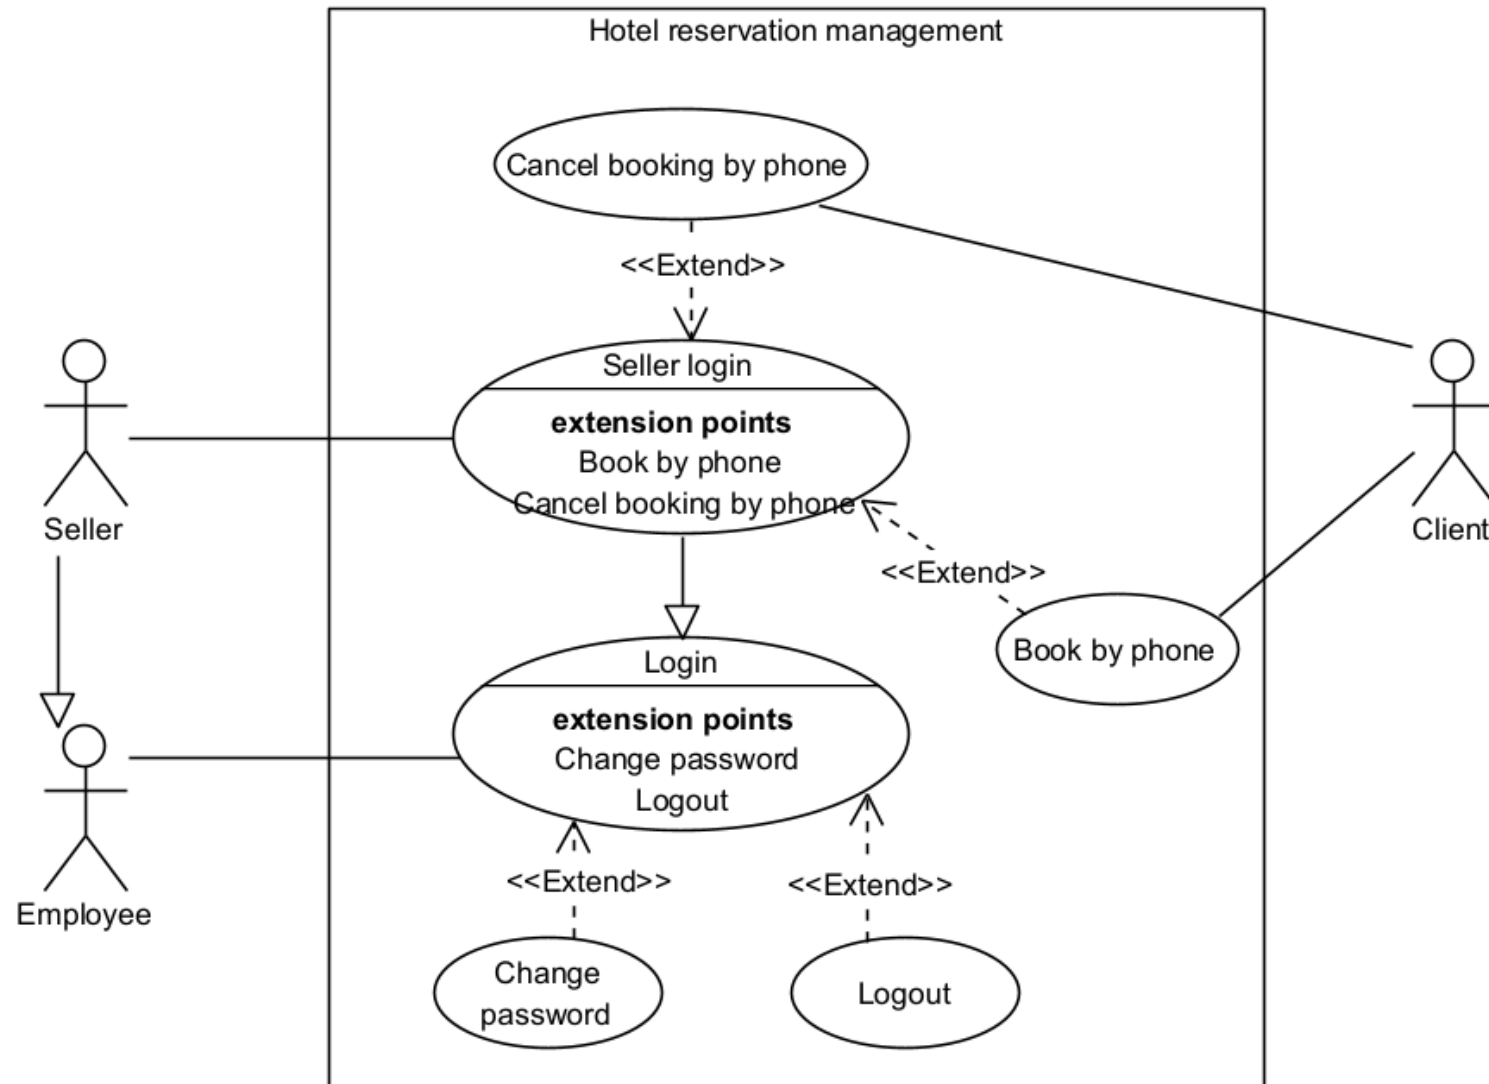 Hotel reservation management
Cancel booking by phone
<<Extend>>
Seller login
extension points
Book by phone
Cancel booking by phone
Seller
Client
<<Extend>>
Book by phone
Login
extension points
Change password
Logout
<<Extend>>
<<Extend>>
Employee
Change
password
Logout